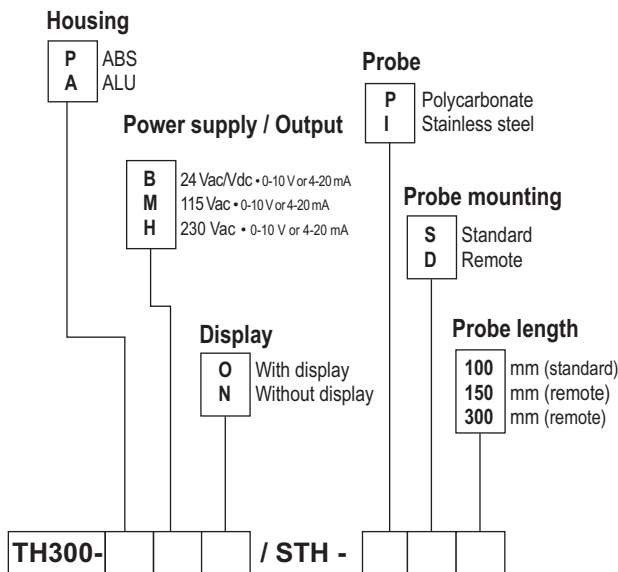 Housing
P ABS
A ALU
Power supply / Output
B 24 Vac/Vdc • 0-10 V or 4-20 mA
M 115 Vac • 0-10 V or 4-20 mA
H 230 Vac • 0-10 V or 4-20 mA
Display
O With display
N Without display
Probe
P Polycarbonate
I Stainless steel
Probe mounting
S Standard
D Remote
Probe length
100 mm (standard)
150 mm (remote)
300 mm (remote)
TH300- / STH -